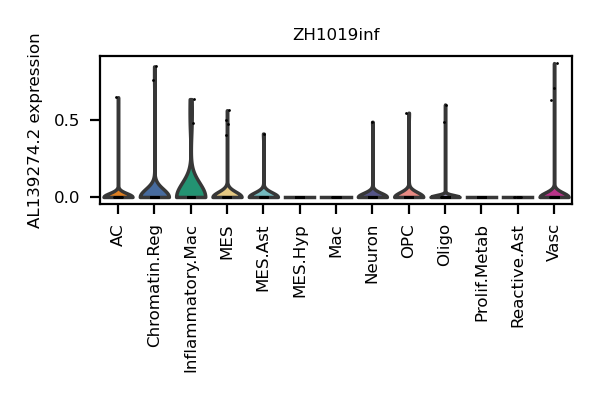 ZH1019inf
AL139274.2 expression
0.5
0.0
AC
Chromatin.Reg
Inflammatory.Mac
MES
MES.Ast
MES.Hyp
Mac
Neuron
OPC
Oligo
Prolif.Metab
Reactive.Ast
Vasc